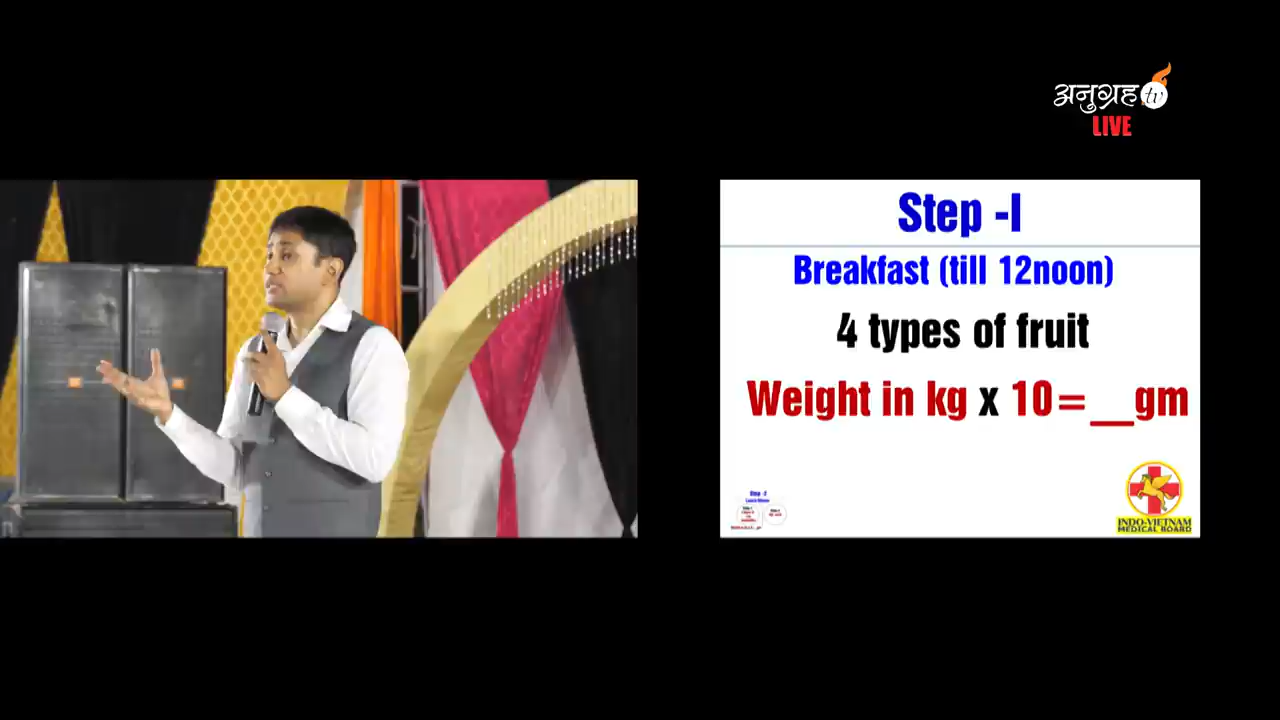 अनुग्रह tv
LIVE
Step -I
Breakfast (till 12noon)
4 types of fruit
Weight in kg x 10=__gm
INDO-VIETNAM
MEDICAL BOARD